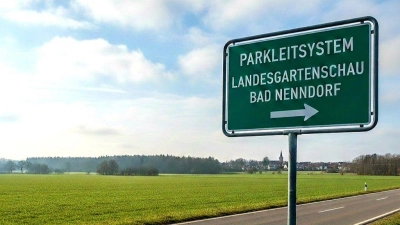 PARKLEITSYSTEM
LANDESGARTENSCHAU
BAD NENNDORF